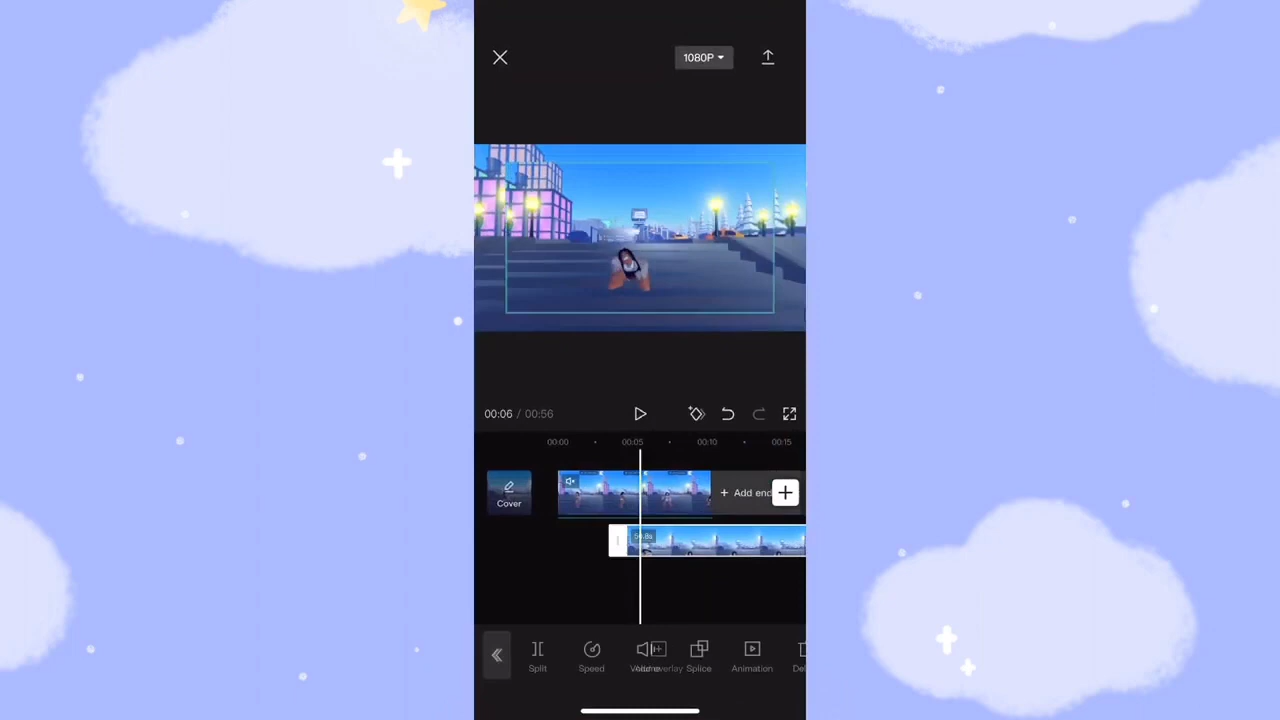 1080P
00:06 / 00:56
00:00
00:05
00:10
00:15
Cover
+ Add end
Split
Speed
Volume
Splice
Animation